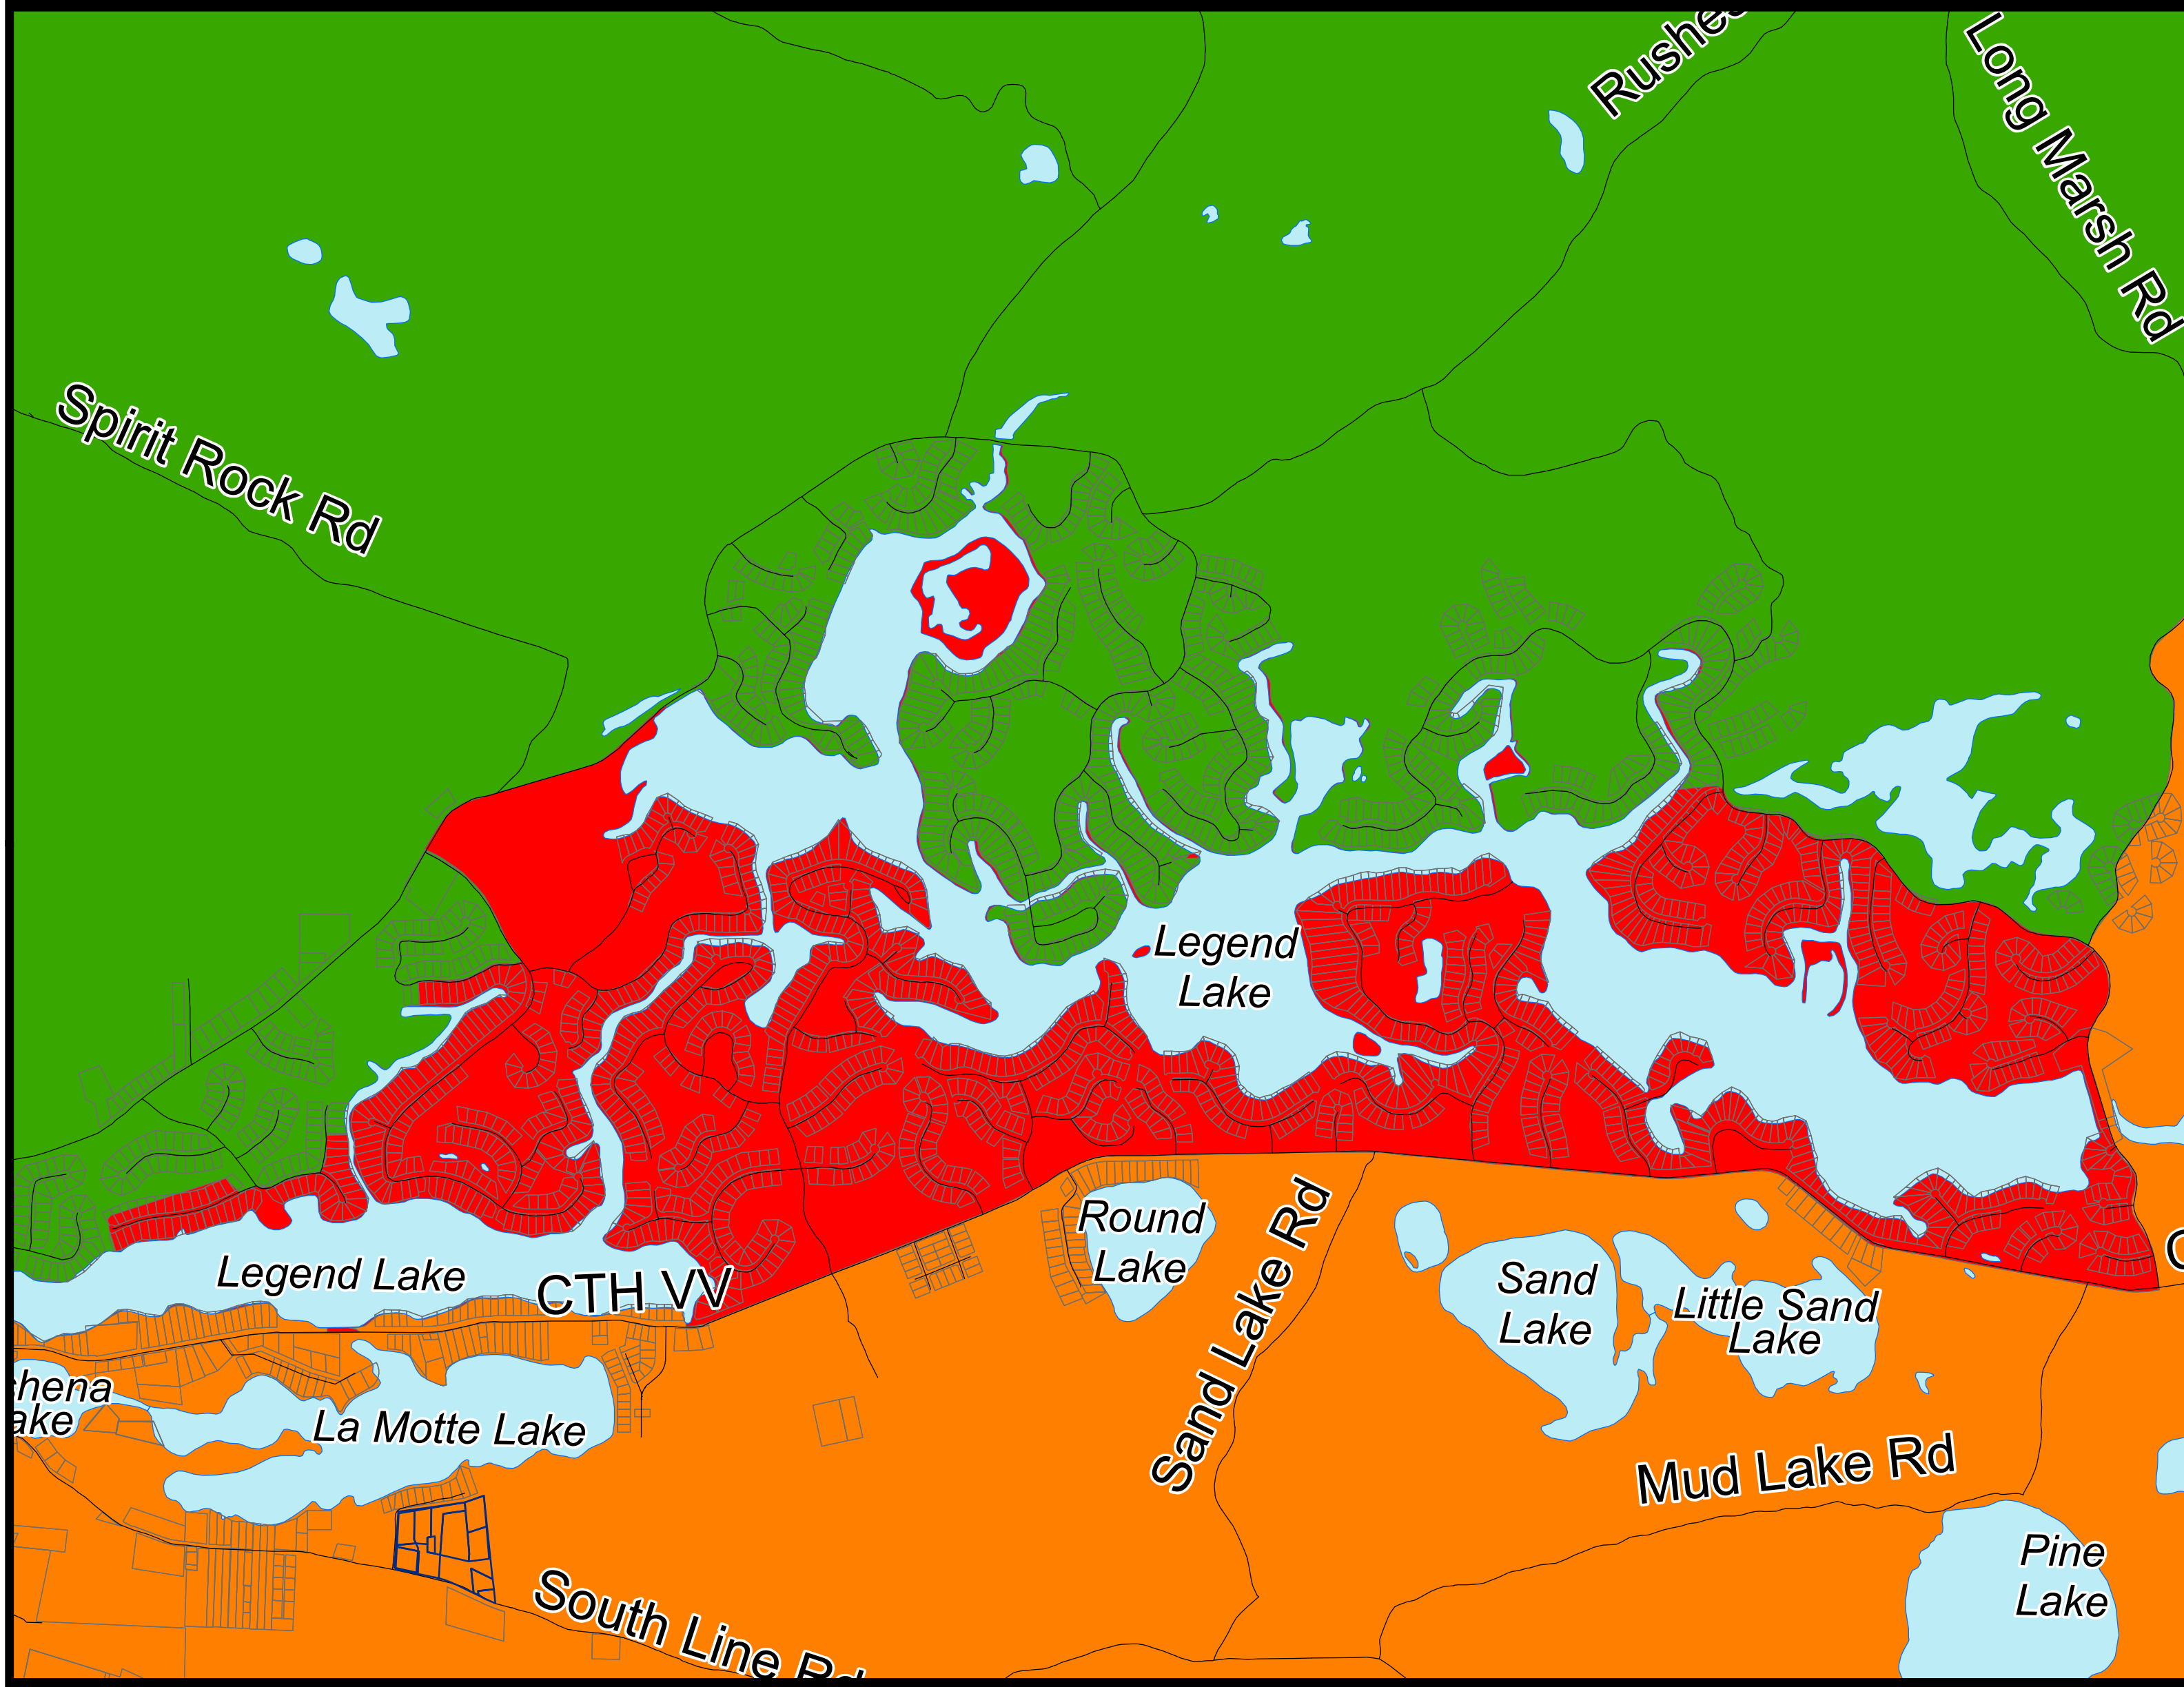 Long Marsh Rd
Spirit Rock Rd
Legend
Lake
Round
Lake
Sand Lake Rd
Legend Lake
CTH VV
Sand
Lake
Little Sand
Lake
La Motte Lake
Mud Lake Rd
South Line Rd
Pine
Lake